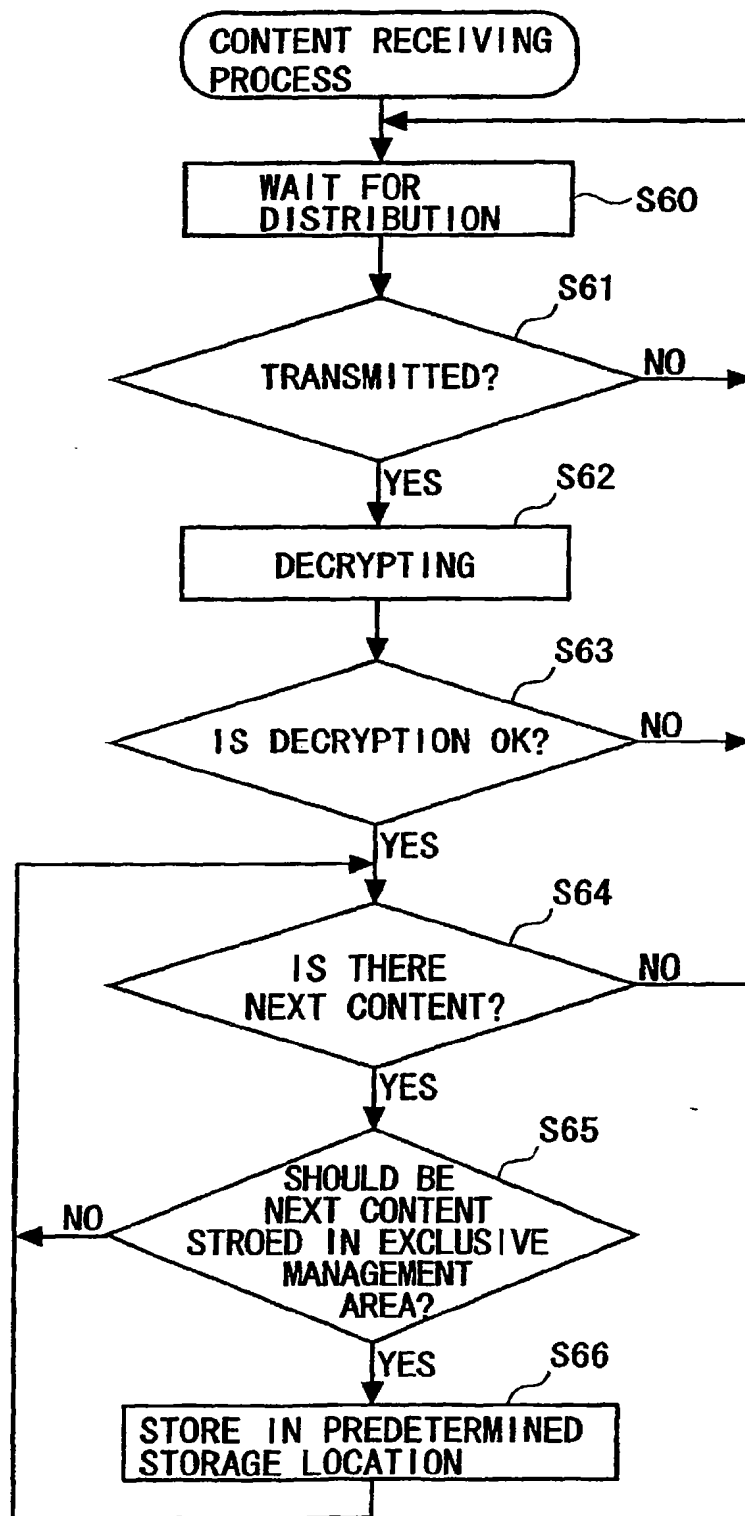 CONTENT RECEIVING
PROCESS
WAIT FOR
DISTRIBUTION
S60
S61
TRANSMITTED?
NO
YES
S62
DECRYPTING
S63
IS DECRYPTION OK?
NO
YES
S64
IS THERE
NEXT CONTENT?
NO
YES
S65
SHOULD BE
NEXT CONTENT
STROED IN EXCLUSIVE
MANAGEMENT
AREA?
NO
YES
S66
STORE IN PREDETERMINED
STORAGE LOCATION